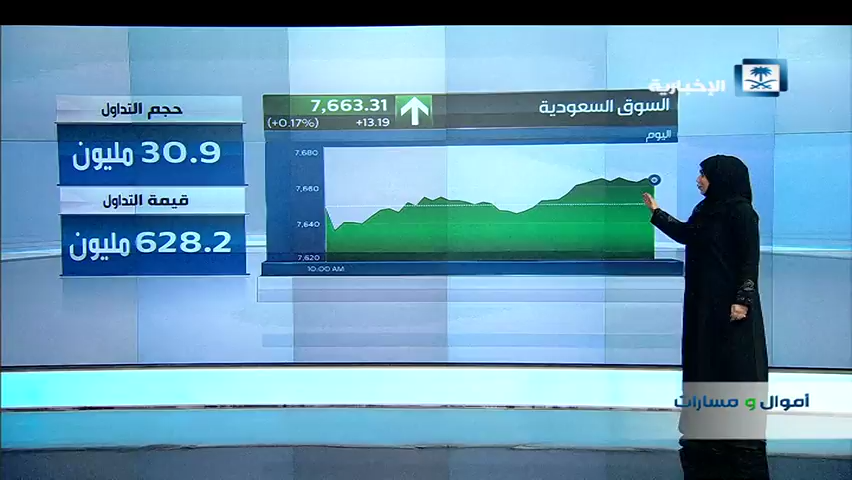 الإخبارية
السوق السعودية
7,663.31
(+0.17%) +13.19
اليوم
7,680
7,660
7,640
7,620
10:00 AM
حجم التداول
30.9 مليون
قيمة التداول
628.2 مليون
أموال و مسارات